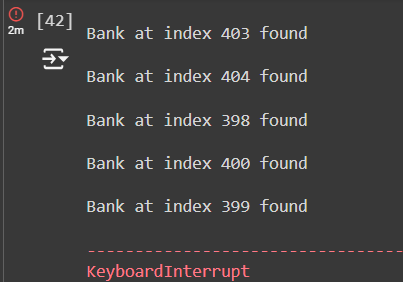 [42]
2m
Bank at index 403 found
Bank at index 404 found
Bank at index 398 found
Bank at index 400 found
Bank at index 399 found
---------------------------------
KeyboardInterrupt